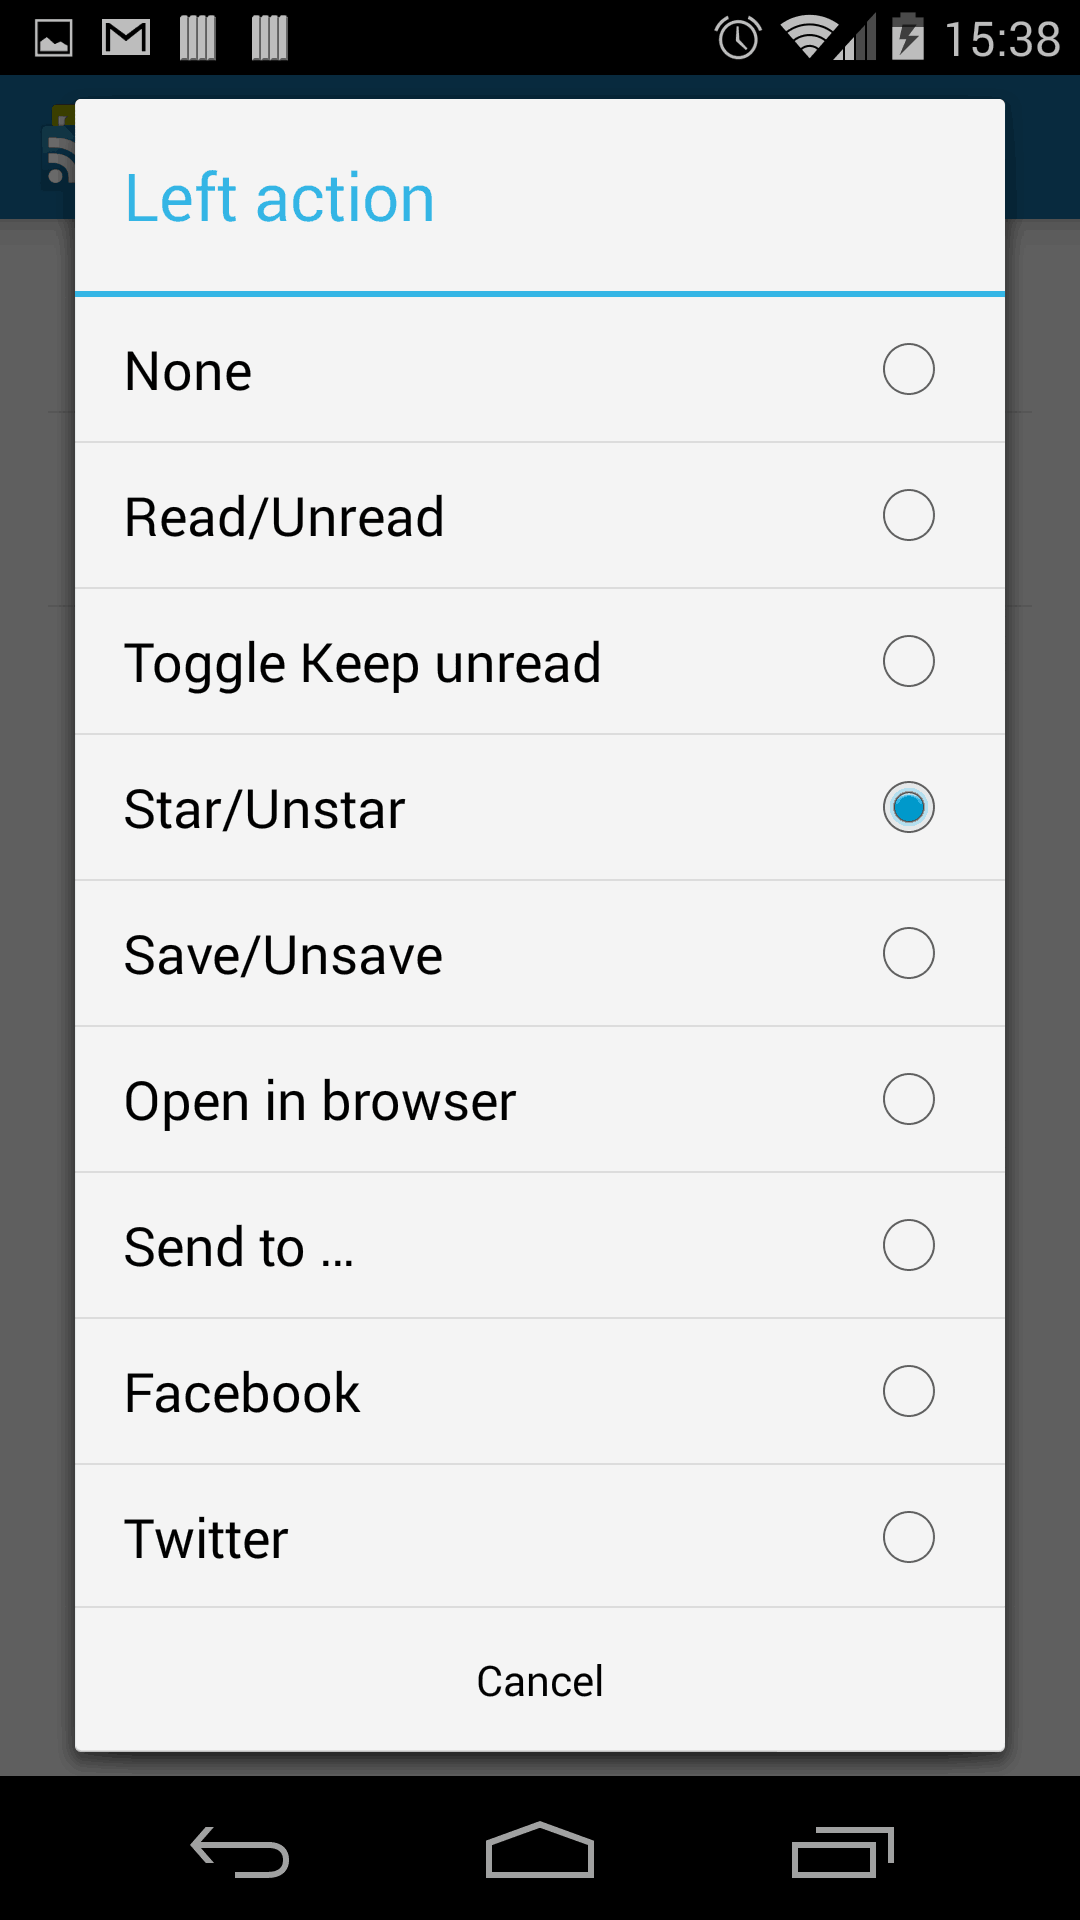 15:38
Left action
None
Read/Unread
Toggle Keep unread
Star/Unstar
Save/Unsave
Open in browser
Send to ...
Facebook
Twitter
Cancel